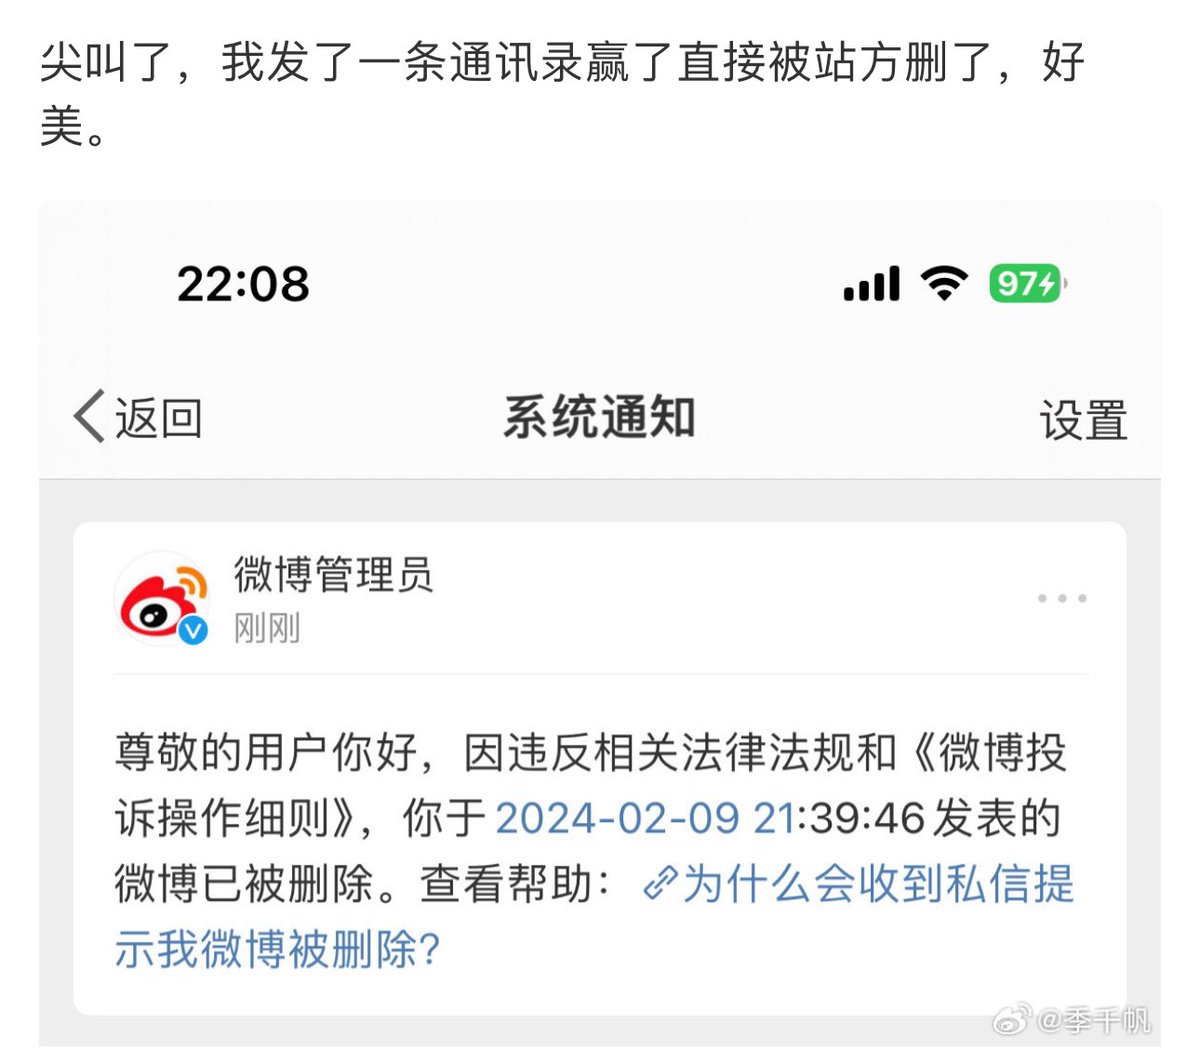 尖叫了，我发了一条通讯录赢了直接被站方删了，好
美。
22:08
97
返回
系统通知
设置
微博管理员
刚刚
尊敬的用户你好，因违反相关法律法规和《微博投
诉操作细则》，你于 2024-02-09 21:39:46 发表的
微博已被删除。查看帮助：为什么会收到私信提
示我微博被删除?
@季千帆